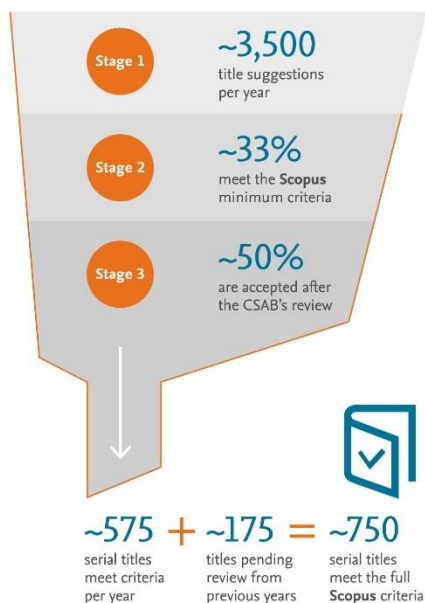 Stage 1
~3,500
title suggestions
per year
Stage 2
~33%
meet the Scopus
minimum criteria
Stage 3
~50%
are accepted after
the CSAB's review
~575 + ~175 = ~750
serial titles
meet criteria
per year
titles pending
review from
previous years
serial titles
meet the full
Scopus criteria